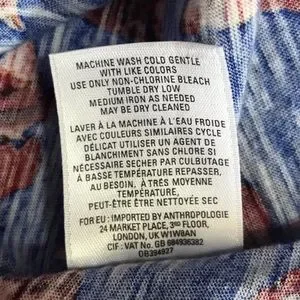 MACHINE WASH COLD GENTLE
WITH LIKE COLORS
USE ONLY NON-CHLORINE BLEACH
TUMBLE DRY LOW
MEDIUM IRON AS NEEDED
MAY BE DRY CLEANED
LAVER À LA MACHINE À L'EAU FROIDE
AVEC COULEURS SIMILAIRES CYCLE
DÉLICAT UTILISER UN AGENT DE
BLANCHIMENT SANS CHLORE SI
NÉCESSAIRE SÉCHER PAR CULBUTAGE
À BASSE TEMPÉRATURE REPASSER,
AU BESOIN, À TRÉS MOYENNE
TEMPÉRATURE,
PEUT-ÊTRE ÊTRE NETTOYÉE SEC
FOR EU : IMPORTED BY ANTHROPOLOGIE
24 MARKET PLACE, 3RD FLOOR,
LONDON, UK W1W8AN
CIF : VAT No. GB 684936382
OB394927